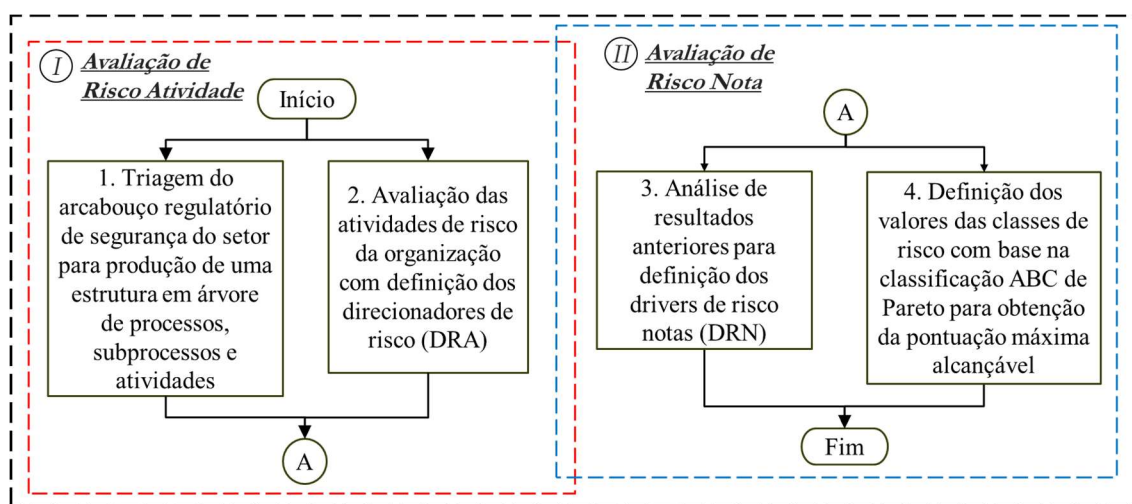 I
Avaliação de
Risco Atividade
Início
1. Triagem do
arcabouço regulatório
de segurança do setor
para produção de uma
estrutura em árvore
de processos,
subprocessos e
atividades
2. Avaliação das
atividades de risco
da organização
com definição dos
direcionadores de
risco (DRA)
A
II
Avaliação de
Risco Nota
A
3. Análise de
resultados
anteriores para
definição dos
drivers de risco
notas (DRN)
4. Definição dos
valores das classes de
risco com base na
classificação ABC de
Pareto para obtenção
da pontuação máxima
alcançável
Fim